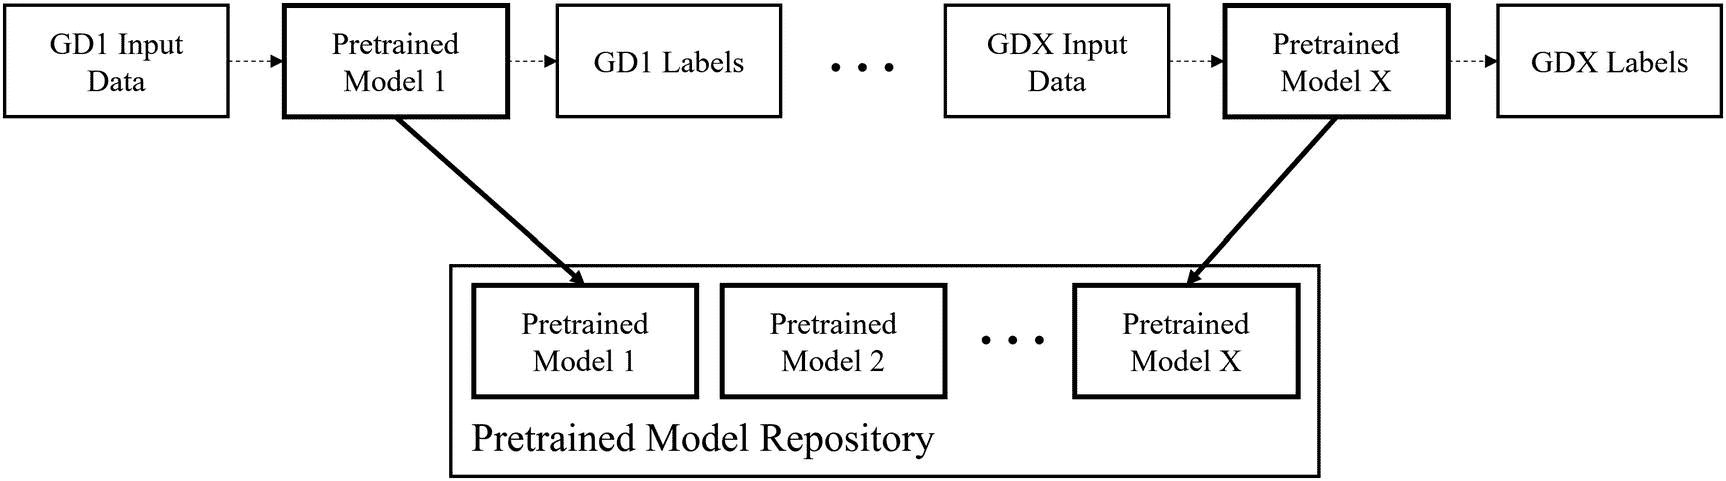 GD1 Input
Data
Pretrained
Model 1
GD1 Labels
• • •
GDX Input
Data
Pretrained
Model X
GDX Labels
Pretrained
Model 1
Pretrained
Model 2
• • •
Pretrained
Model X
Pretrained Model Repository